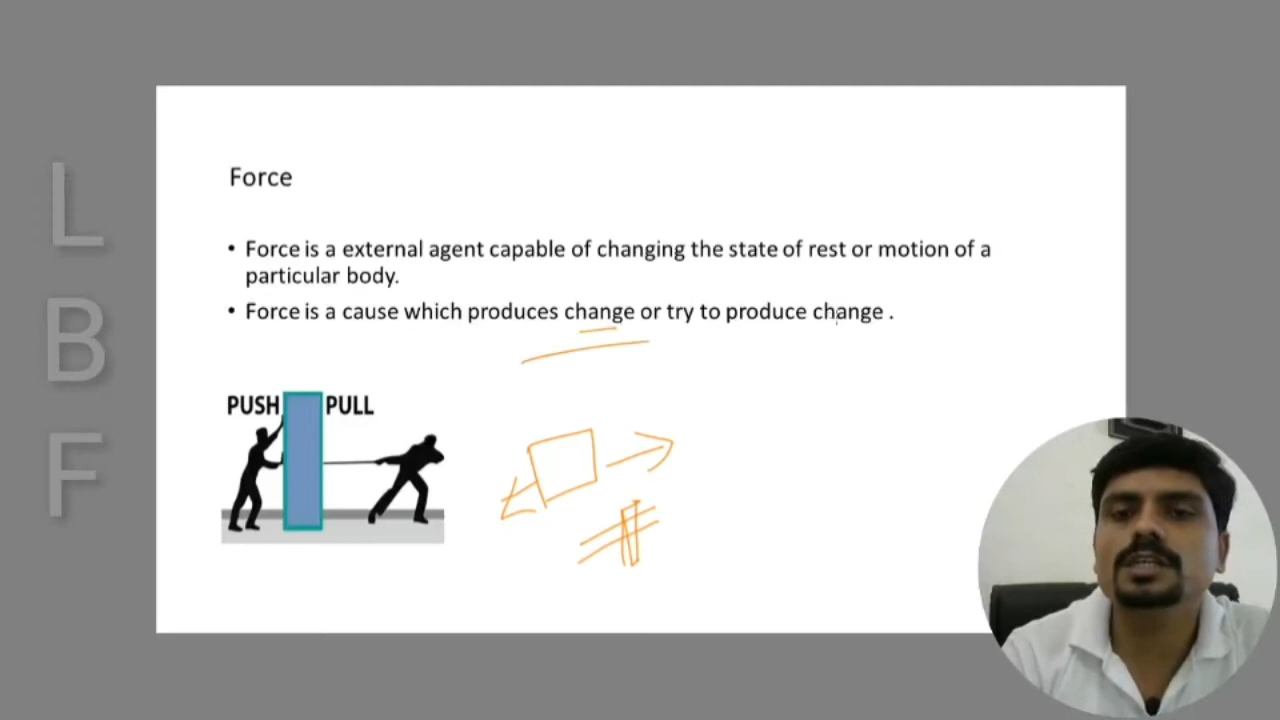 L
B
F
Force
• Force is a external agent capable of changing the state of rest or motion of a
particular body.
• Force is a cause which produces change or try to produce change .
PUSH PULL